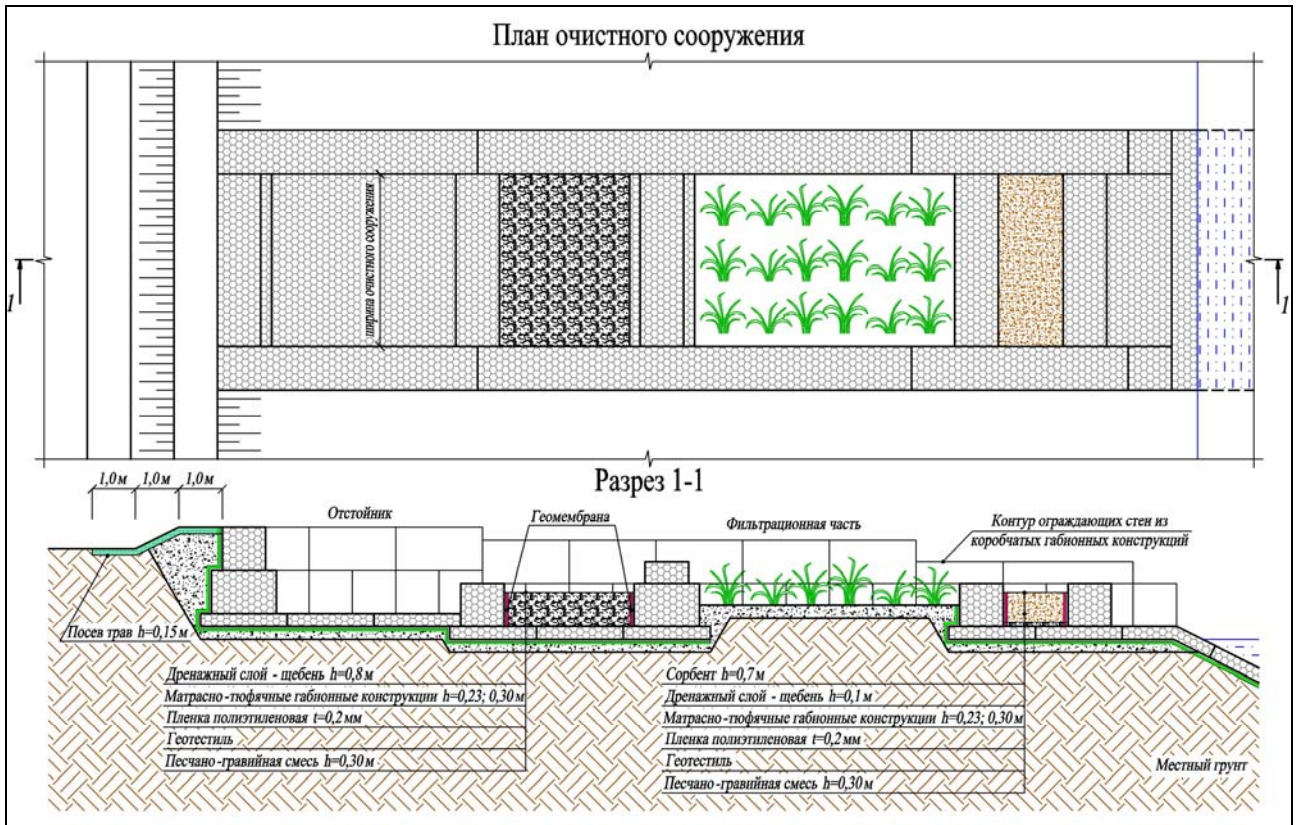 План очистного сооружения
ширина очистного сооружения
1
1
1,0 м
1,0 м
1,0 м
Разрез 1-1
Отстойник
Геомембрана
Фильтрационная часть
Контур ограждающих стен из
коробчатых габионных конструкций
Посев трав h=0,15 м
Дренажный слой - щебень h=0,8 м
Матрасно-тюфячные габионные конструкции h=0,23; 0,30 м
Пленка полиэтиленовая t=0,2 мм
Геотестиль
Песчано-гравийная смесь h=0,30 м
Сорбент h=0,7 м
Дренажный слой - щебень h=0,1 м
Матрасно-тюфячные габионные конструкции h=0,23; 0,30 м
Пленка полиэтиленовая t=0,2 мм
Геотестиль
Песчано-гравийная смесь h=0,30 м
Местный грунт